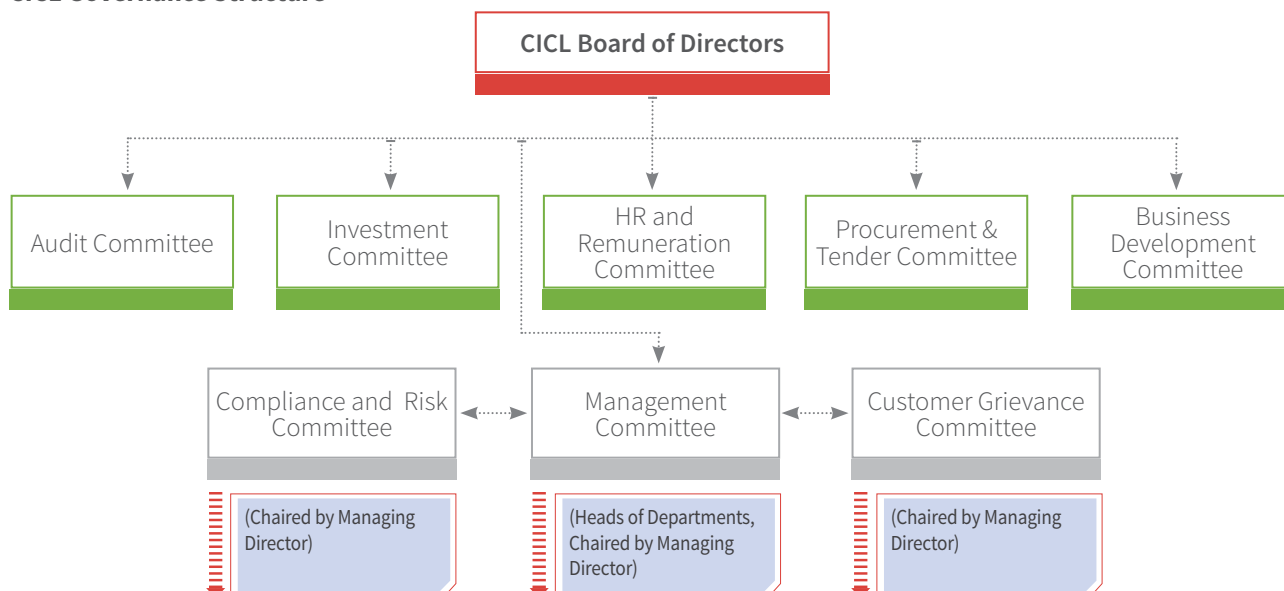 CICL Board of Directors
Audit Committee
Investment
Committee
HR and
Remuneration
Committee
Procurement &
Tender Committee
Business
Development
Committee
Compliance and Risk
Committee
Management
Committee
Customer Grievance
Committee
(Chaired by Managing
Director)
(Heads of Departments,
Chaired by Managing
Director)
(Chaired by Managing
Director)